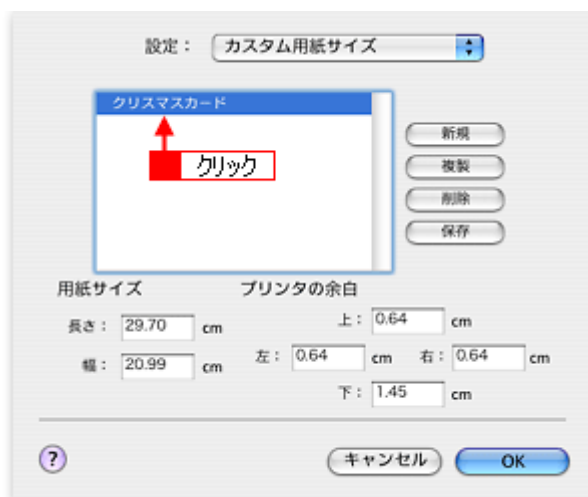 設定： カスタム用紙サイズ
クリスマスカード
クリック
新規
複製
削除
保存
用紙サイズ
プリンタの余白
長さ： 29.70 cm
上： 0.64 cm
幅： 20.99 cm
左： 0.64 cm 右： 0.64 cm
下： 1.45 cm
? キャンセル OK